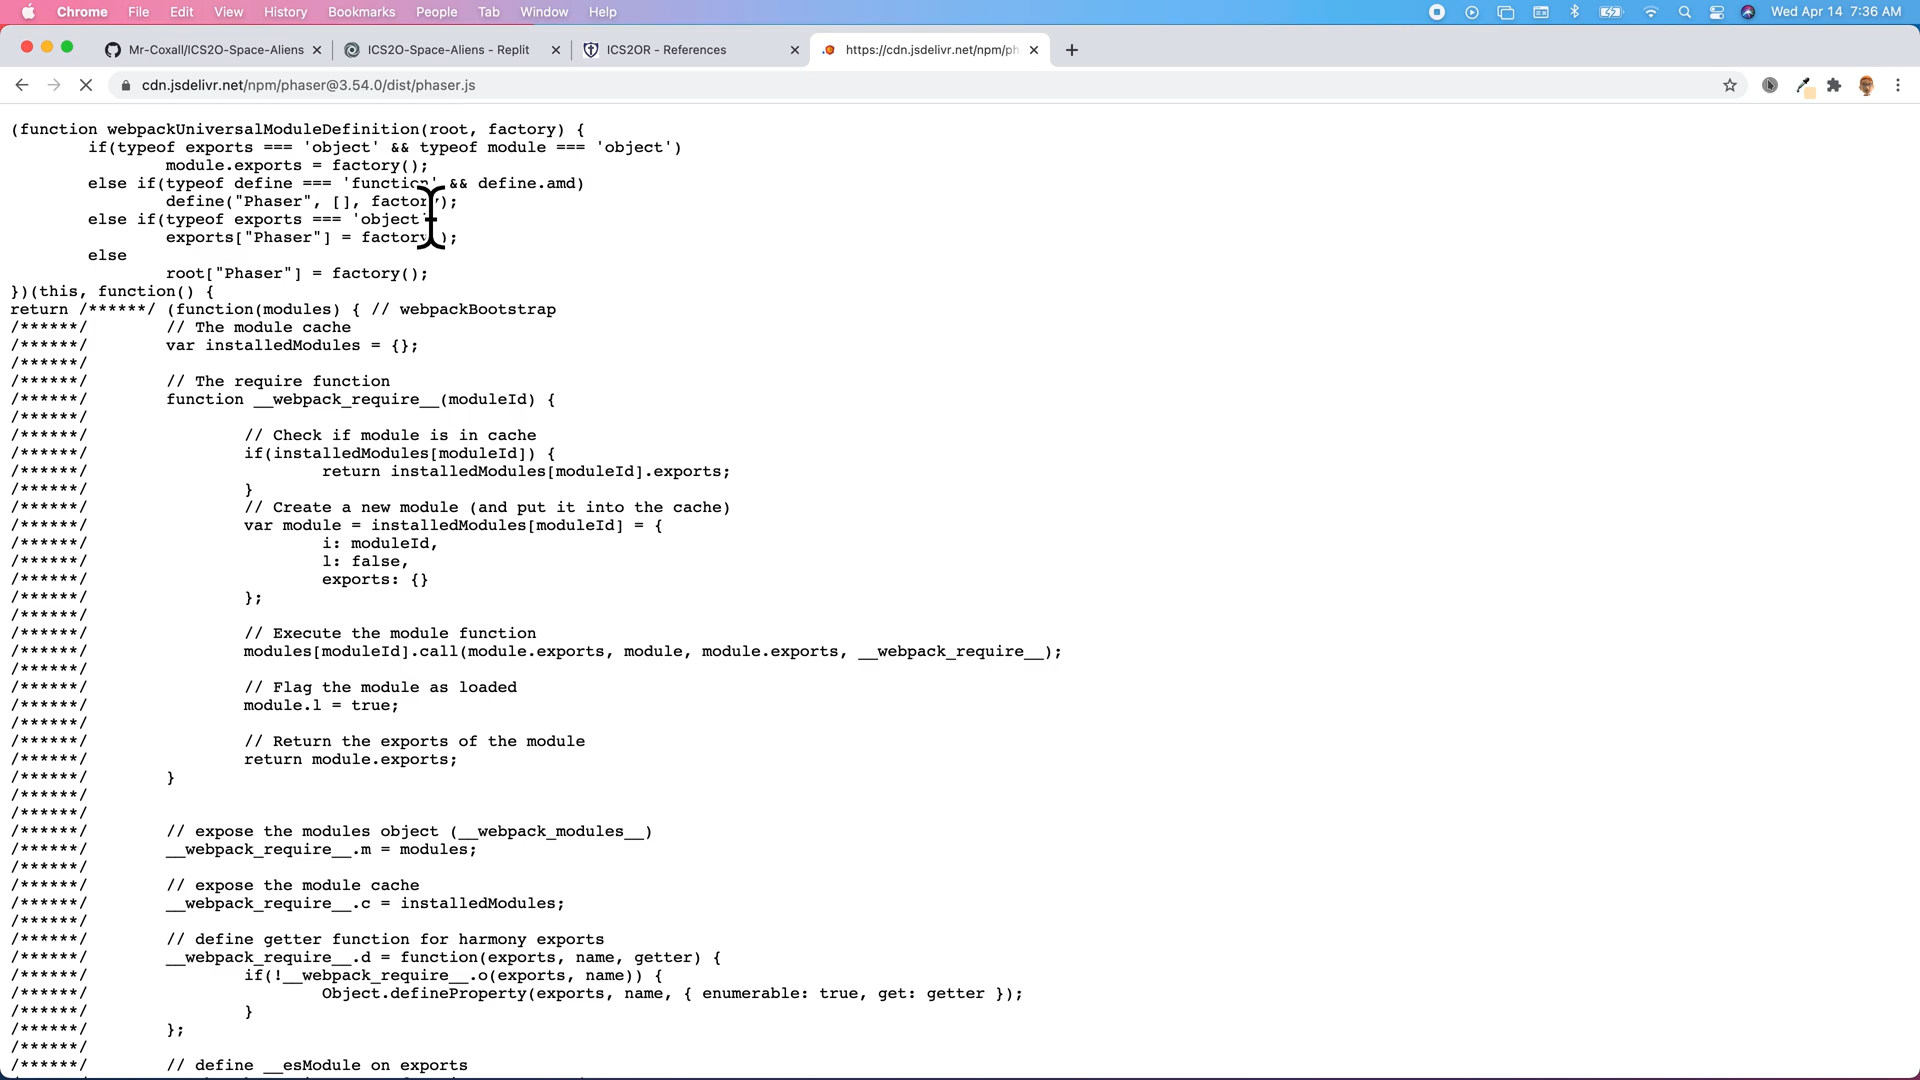 Chrome File Edit View History Bookmarks People Tab Window Help Wed Apr 14 7:36 AM
Mr-Coxall/ICS2O-Space-Aliens ICS2O-Space-Aliens - Replit ICS2OR - References https://cdn.jsdelivr.net/npm/ph
cdn.jsdelivr.net/npm/phaser@3.54.0/dist/phaser.js
(function webpackUniversalModuleDefinition(root, factory) {
if(typeof exports === 'object' && typeof module === 'object')
module.exports = factory();
else if(typeof define === 'function' && define.amd)
define("Phaser", [], factory);
else if(typeof exports === 'object'
exports["Phaser"] = factory();
else
root["Phaser"] = factory();
})(this, function() {
return /******/ (function(modules) { // webpackBootstrap
/******/ // The module cache
/******/ var installedModules = {};
/******/
/******/ // The require function
/******/ function __webpack_require__(moduleId) {
/******/
/******/ // Check if module is in cache
/******/ if(installedModules[moduleId]) {
/******/ return installedModules[moduleId].exports;
/******/ }
/******/ // Create a new module (and put it into the cache)
/******/ var module = installedModules[moduleId] = {
/******/ i: moduleId,
/******/ l: false,
/******/ exports: {}
/******/ };
/******/
/******/ // Execute the module function
/******/ modules[moduleId].call(module.exports, module, module.exports, __webpack_require__);
/******/
/******/ // Flag the module as loaded
/******/ module.l = true;
/******/
/******/ // Return the exports of the module
/******/ return module.exports;
/******/ }
/******/
/******/
/******/ // expose the modules object (__webpack_modules__)
/******/ __webpack_require__.m = modules;
/******/
/******/ // expose the module cache
/******/ __webpack_require__.c = installedModules;
/******/
/******/ // define getter function for harmony exports
/******/ __webpack_require__.d = function(exports, name, getter) {
/******/ if(!__webpack_require__.o(exports, name)) {
/******/ Object.defineProperty(exports, name, { enumerable: true, get: getter });
/******/ }
/******/ };
/******/
/******/ // define __esModule on exports